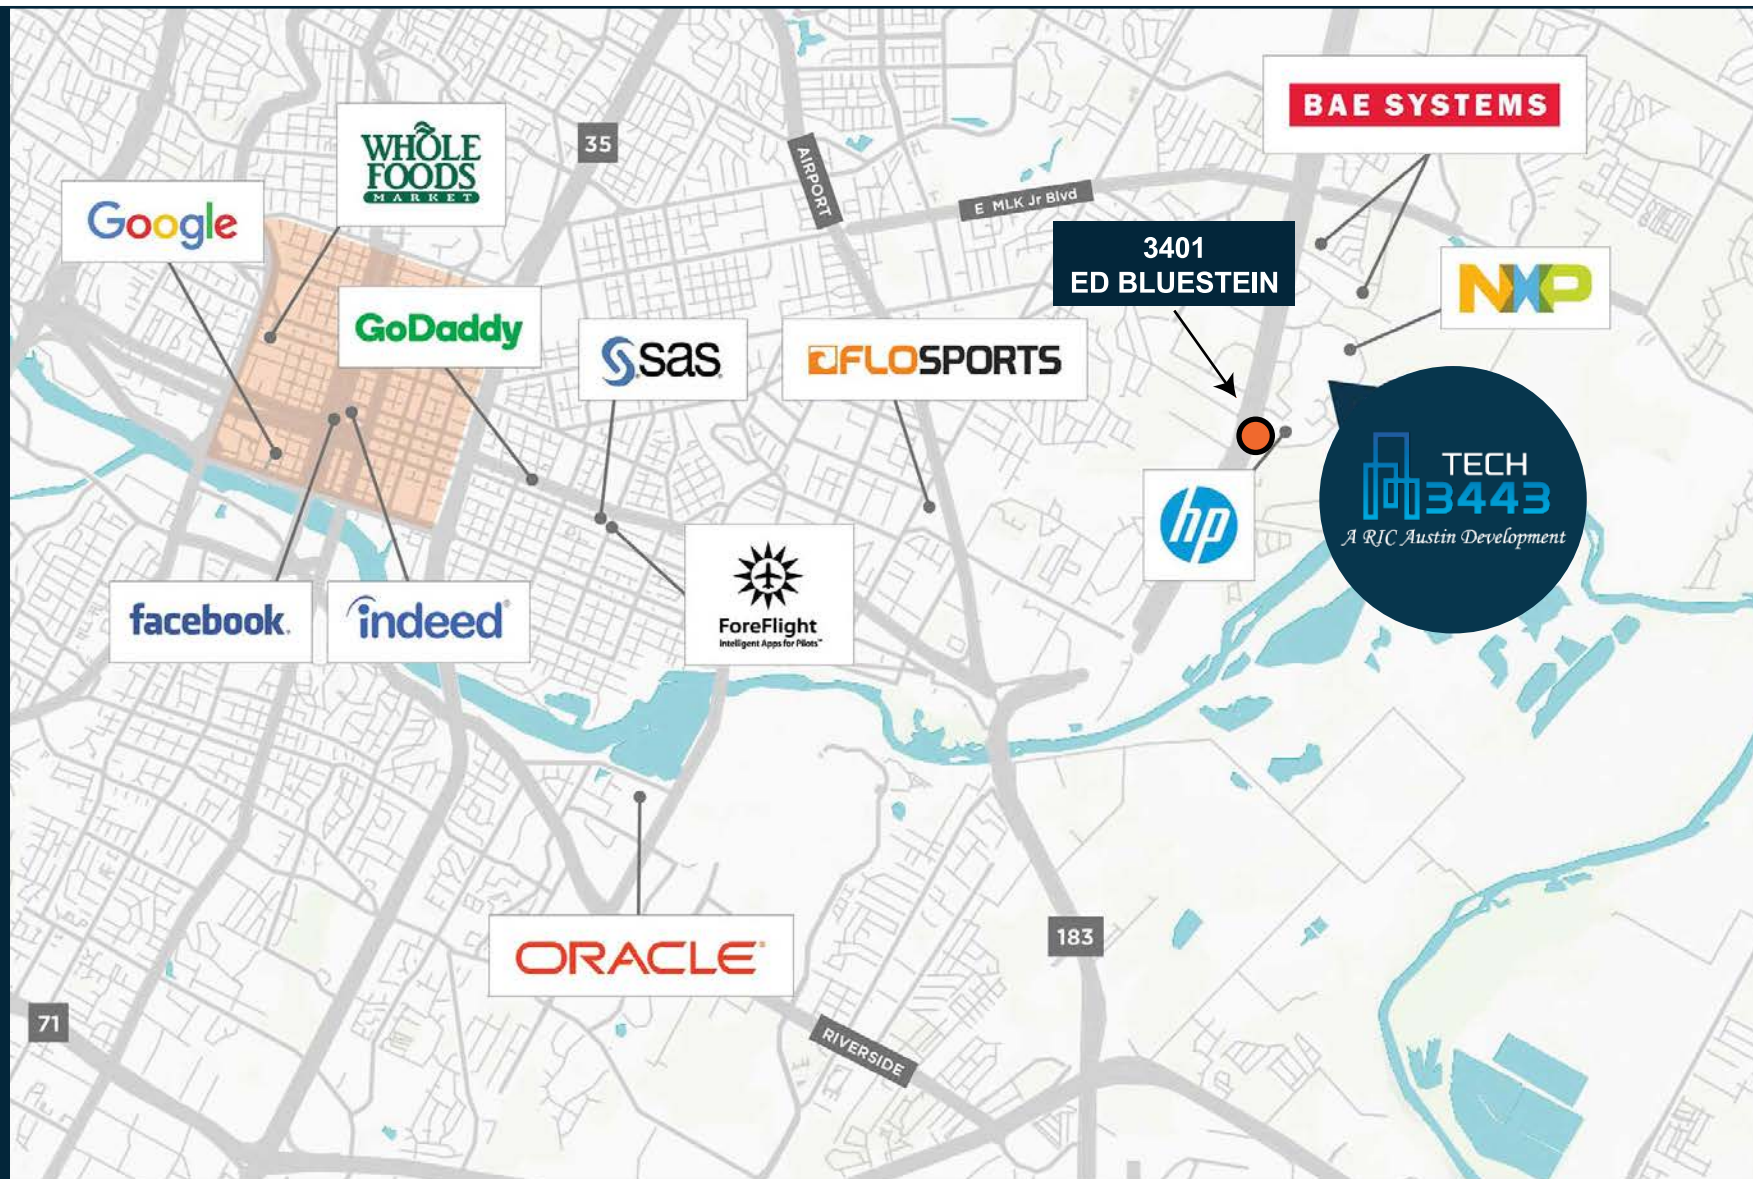 BAE SYSTEMS
WHOLE
FOODS
MARKET
35
AIRPORT
E MLK Jr Blvd
Google
3401
ED BLUESTEIN
NXP
GoDaddy
sas
FLOSPORTS
TECH
3443
A RIC Austin Development
hp
facebook
indeed
ForeFlight
Intelligent Apps for Pilots™
ORACLE®
183
71
RIVERSIDE